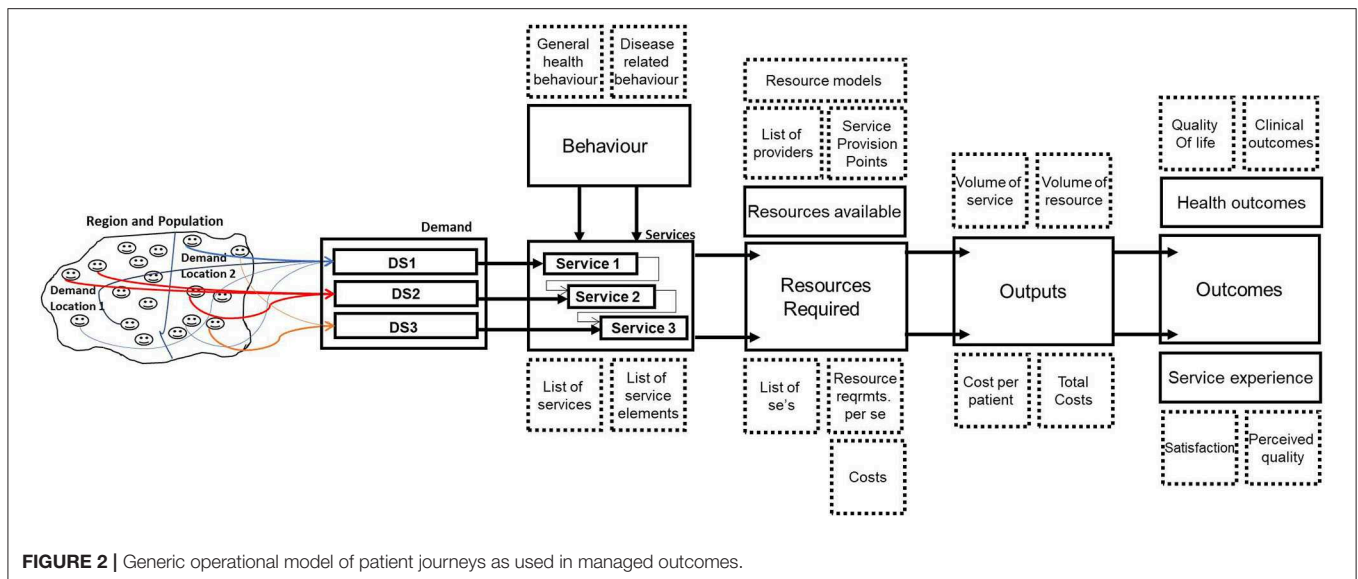 General
health
behaviour
Disease
related
behaviour
Behaviour
Resource models
List of
providers
Service
Provision
Points
Resources available
Volume of
service
Volume of
resource
Quality
Of life
Clinical
outcomes
Health outcomes
Region and Population
Demand
Location 2
Demand
Location 1
Demand
DS1
DS2
DS3
Services
Service 1
Service 2
Service 3
Resources
Required
Outputs
Outcomes
List of
services
List of
service
elements
List of
se's
Resource
reqrmts.
per se
Costs
Cost per
patient
Total
Costs
Service experience
Satisfaction
Perceived
quality
FIGURE 2 | Generic operational model of patient journeys as used in managed outcomes.